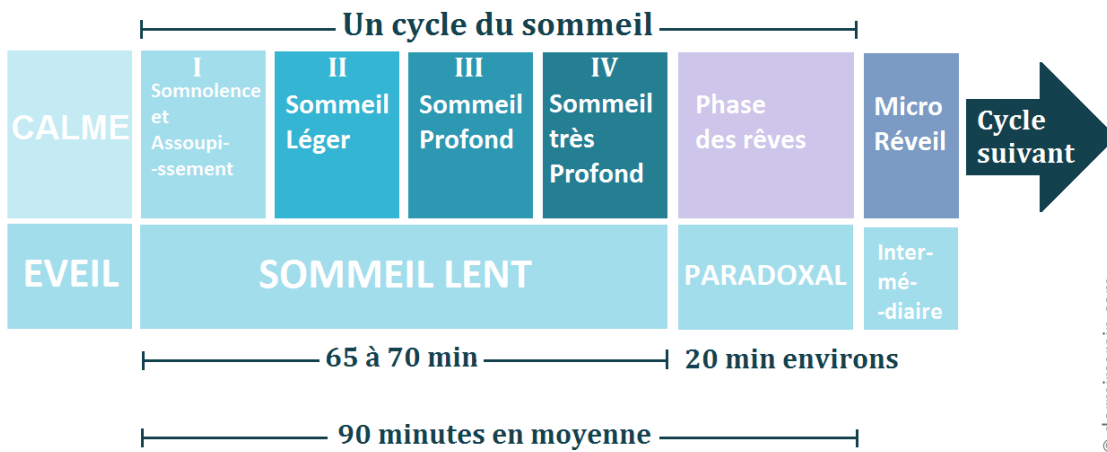 Un cycle du sommeil
CALME
I
Somnolence
et
Assoupi-
-ssement
II
Sommeil
Léger
III
Sommeil
Profond
IV
Sommeil
très
Profond
Phase
des rêves
Micro
Réveil
Cycle
suivant
EVEIL
SOMMEIL LENT
PARADOXAL
Inter-
-mé-
-diaire
65 à 70 min
20 min environs
90 minutes en moyenne